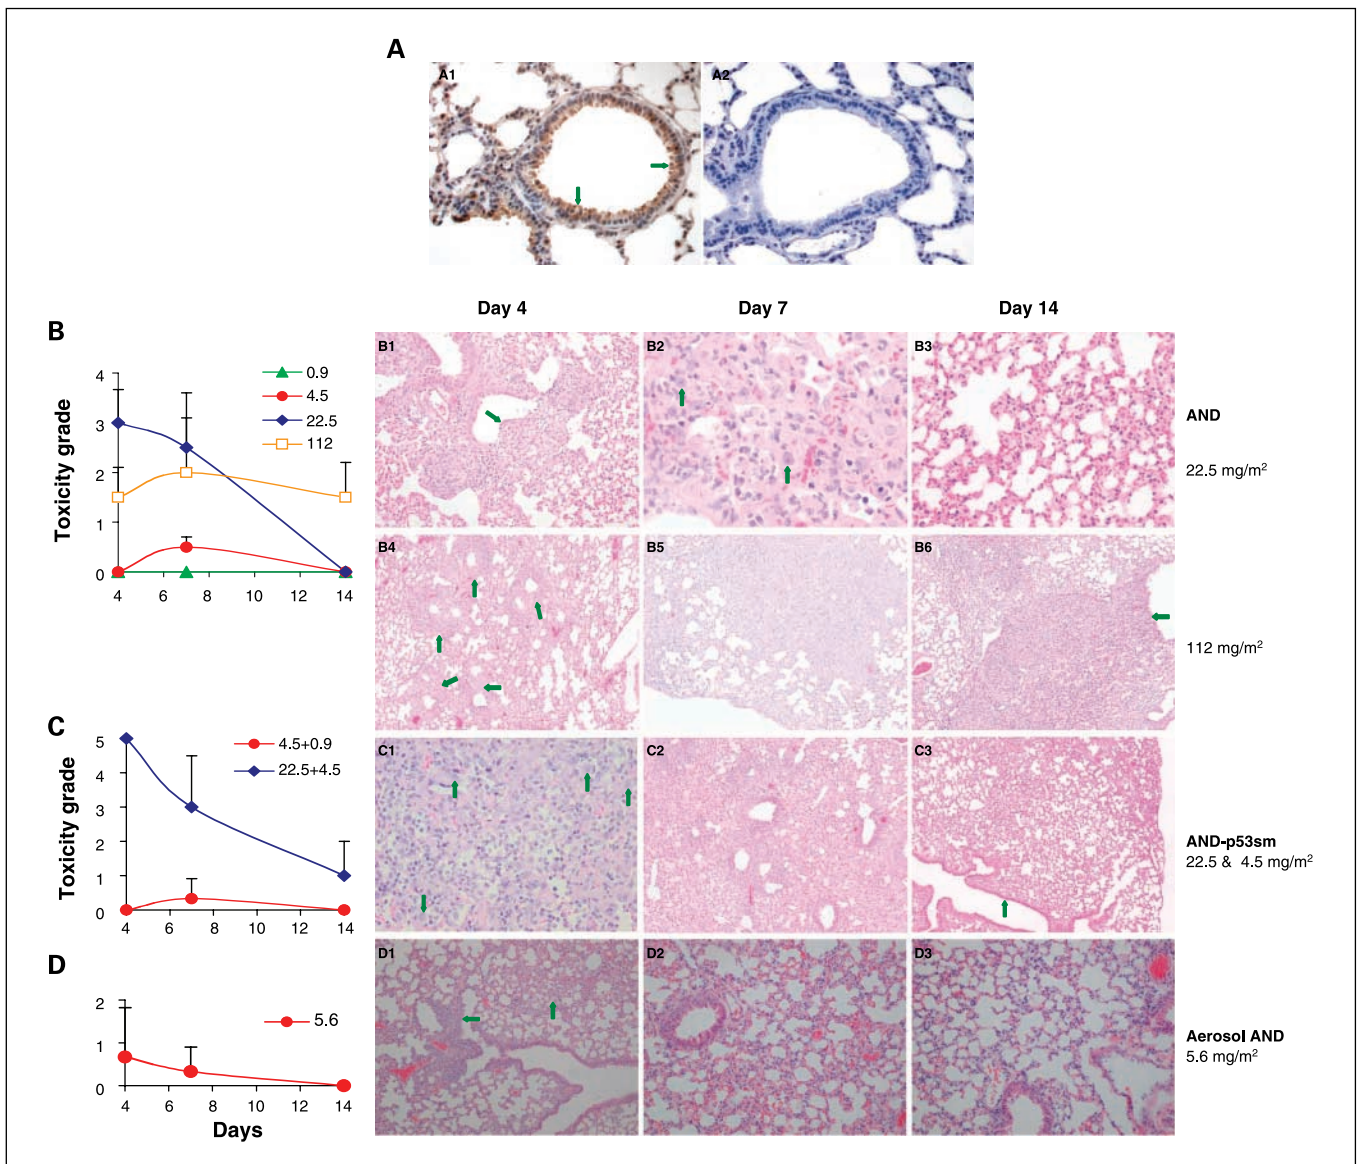 A
A1
A2
Day 4
Day 7
Day 14
B
Toxicity grade
4
3
2
1
0
4 6 8 10 12 14
0.9
4.5
22.5
112
B1
B2
B3
AND
22.5 mg/m²
B4
B5
B6
112 mg/m²
C
Toxicity grade
5
4
3
2
1
0
4 6 8 10 12 14
4.5+0.9
22.5+4.5
C1
C2
C3
AND-p53sm
22.5 & 4.5 mg/m²
D
2
1
0
4 6 8 10 12 14
Days
5.6
D1
D2
D3
Aerosol AND
5.6 mg/m²